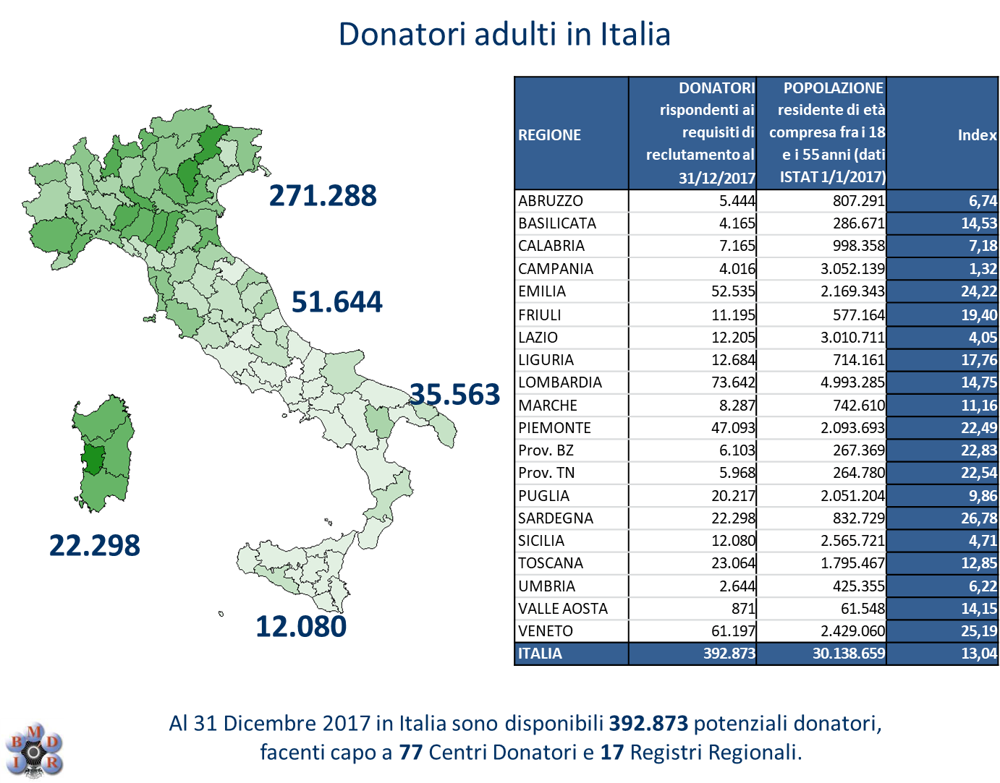 Donatori adulti in Italia
271.288
51.644
35.563
22.298
12.080
REGIONE
DONATORI
rispondenti ai
requisiti di
reclutamento al
31/12/2017
POPOLAZIONE
residente di età
compresa fra i 18
e i 55 anni (dati
ISTAT 1/1/2017)
Index
ABRUZZO 5.444 807.291 6,74
BASILICATA 4.165 286.671 14,53
CALABRIA 7.165 998.358 7,18
CAMPANIA 4.016 3.052.139 1,32
EMILIA 52.535 2.169.343 24,22
FRIULI 11.195 577.164 19,40
LAZIO 12.205 3.010.711 4,05
LIGURIA 12.684 714.161 17,76
LOMBARDIA 73.642 4.993.285 14,75
MARCHE 8.287 742.610 11,16
PIEMONTE 47.093 2.093.693 22,49
Prov. BZ 6.103 267.369 22,83
Prov. TN 5.968 264.780 22,54
PUGLIA 20.217 2.051.204 9,86
SARDEGNA 22.298 832.729 26,78
SICILIA 12.080 2.565.721 4,71
TOSCANA 23.064 1.795.467 12,85
UMBRIA 2.644 425.355 6,22
VALLE AOSTA 871 61.548 14,15
VENETO 61.197 2.429.060 25,19
ITALIA 392.873 30.138.659 13,04
Al 31 Dicembre 2017 in Italia sono disponibili 392.873 potenziali donatori,
facenti capo a 77 Centri Donatori e 17 Registri Regionali.
IBMDR